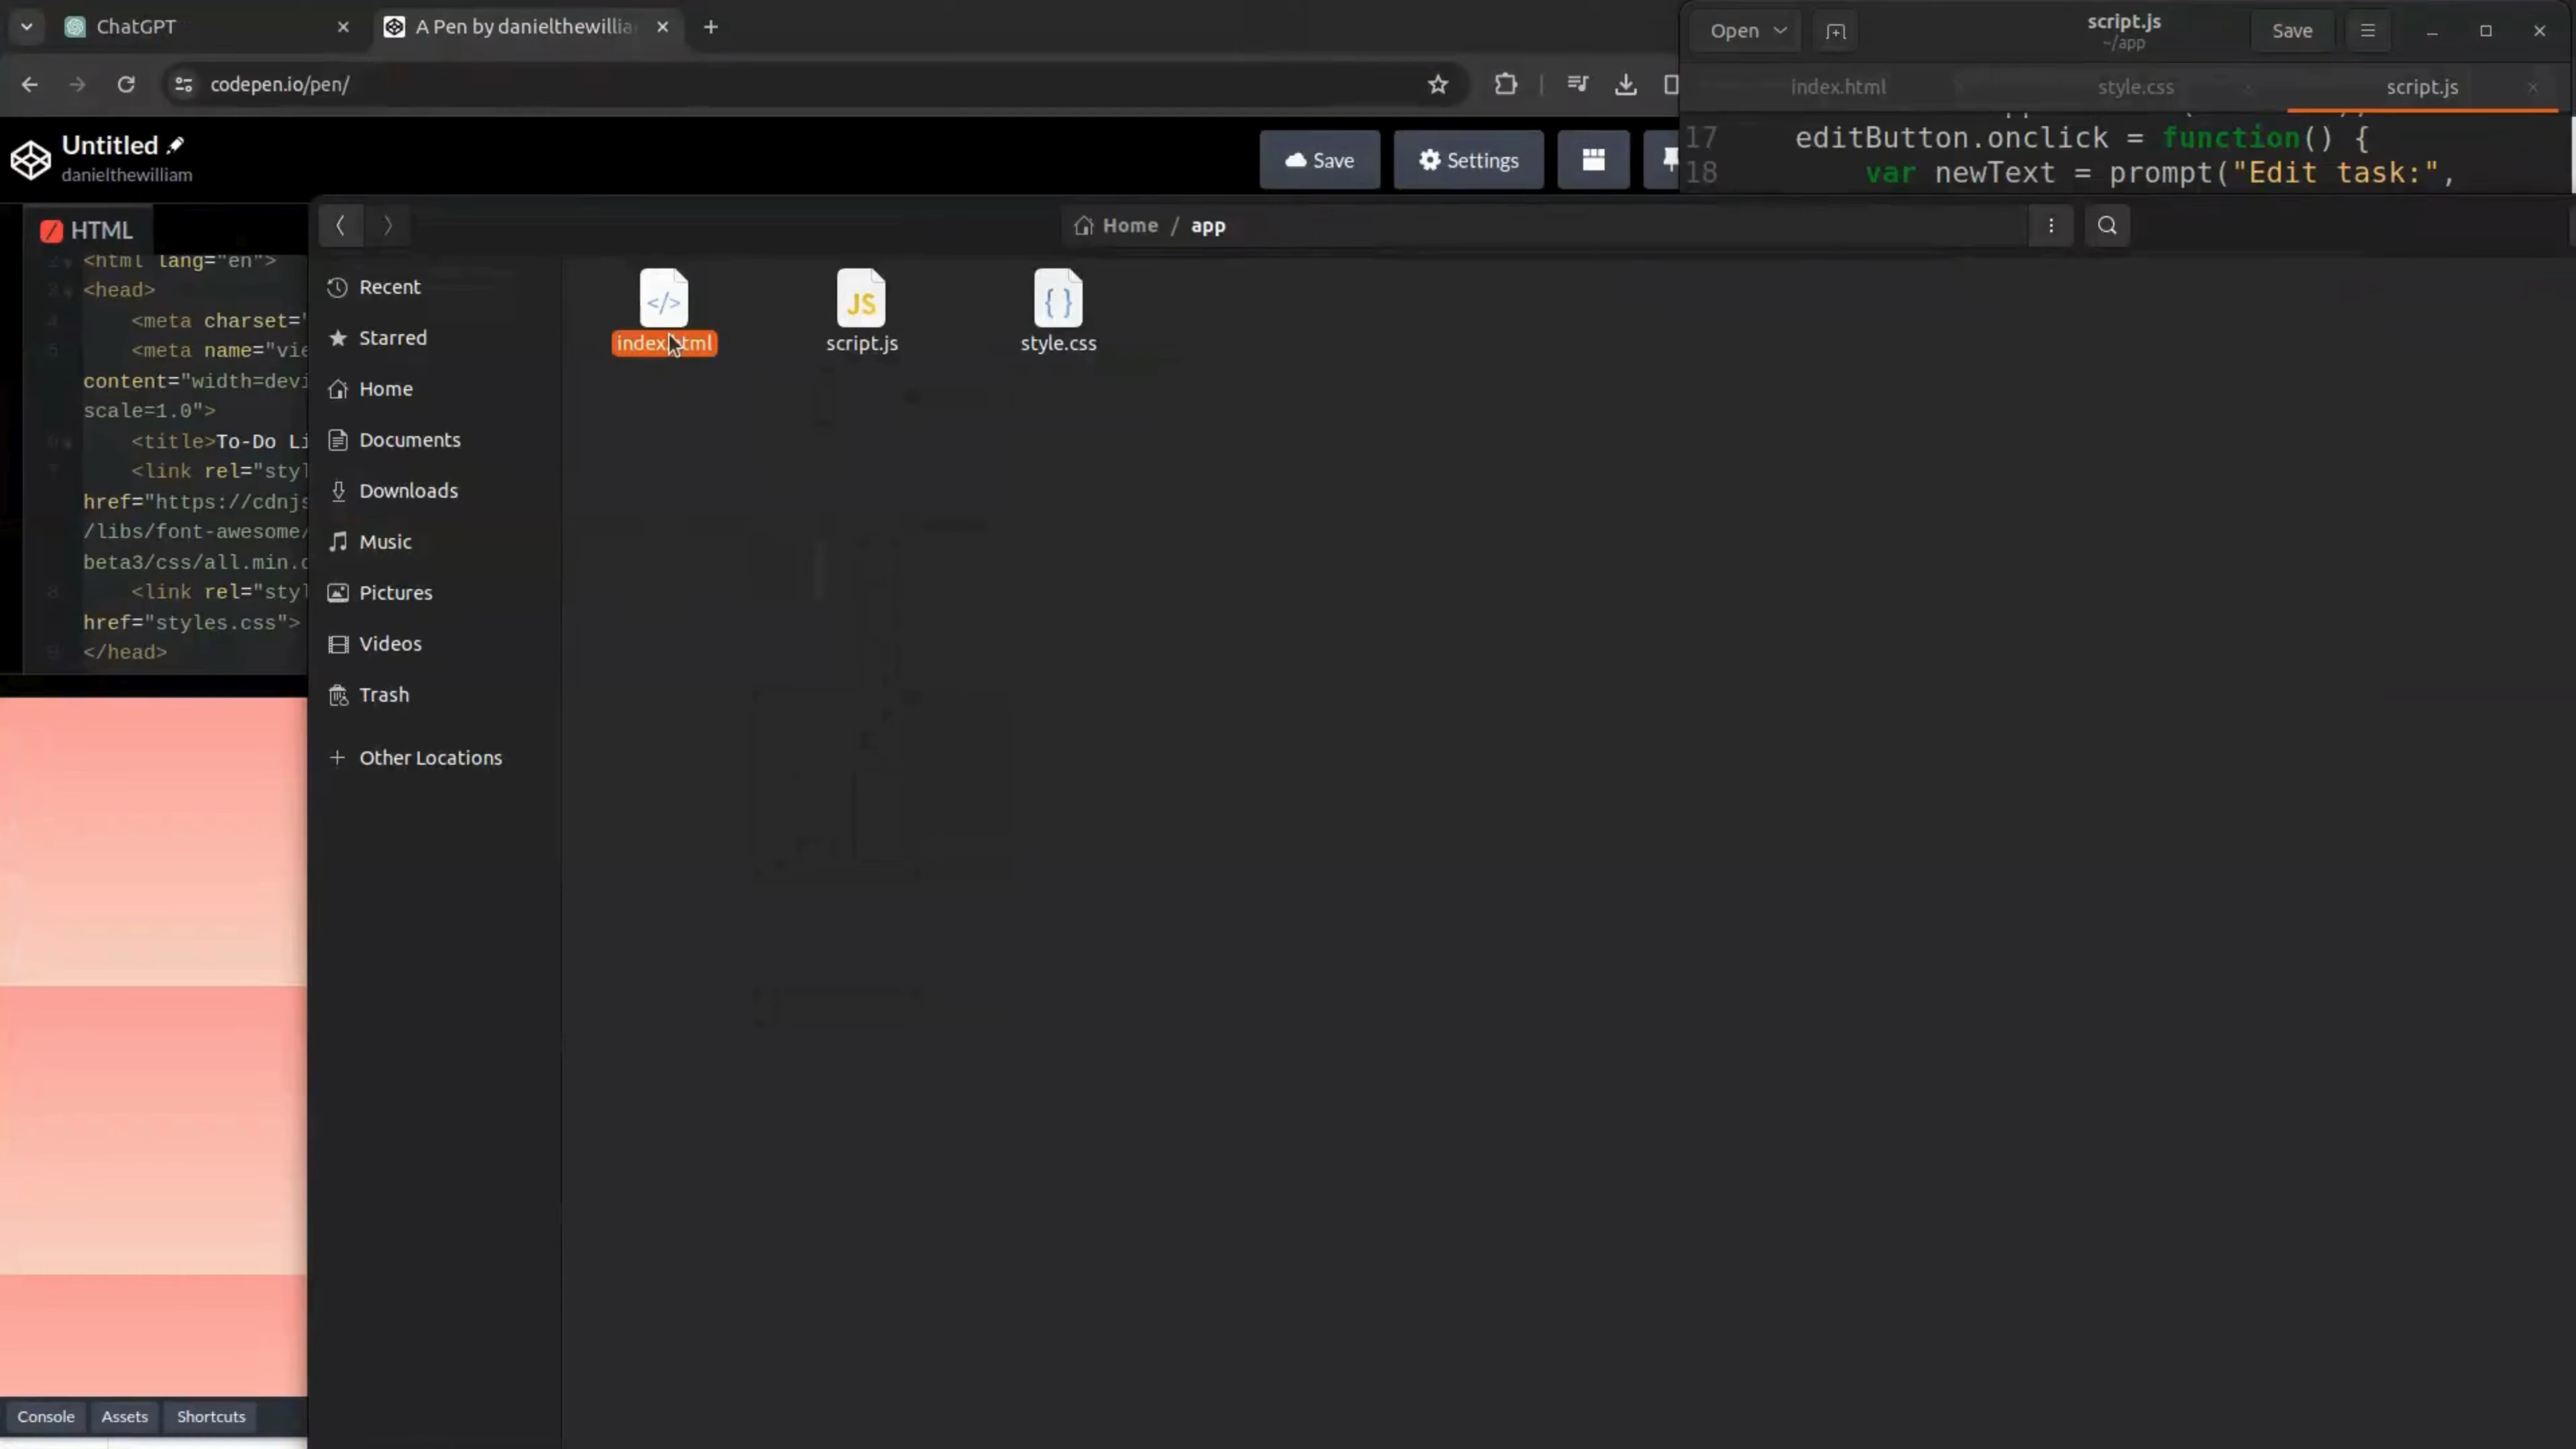 ChatGPT
A Pen by danielthewillia
codepen.io/pen/
Untitled
danielthewilliam
Save
Settings
Open
script.js
~/app
Save
index.html
style.css
script.js
17 editButton.onclick = function() {
18 var newText = prompt("Edit task:",
HTML
<html lang="en">
<head>
<meta charset="
<meta name="vie
content="width=devi
scale=1.0">
<title>To-Do Li
<link rel="styl
href="https://cdnjs
/libs/font-awesome/
beta3/css/all.min.c
<link rel="styl
href="styles.css">
</head>
Home / app
Recent
Starred
Home
Documents
Downloads
Music
Pictures
Videos
Trash
Other Locations
index.html
JS
script.js
style.css
Console
Assets
Shortcuts